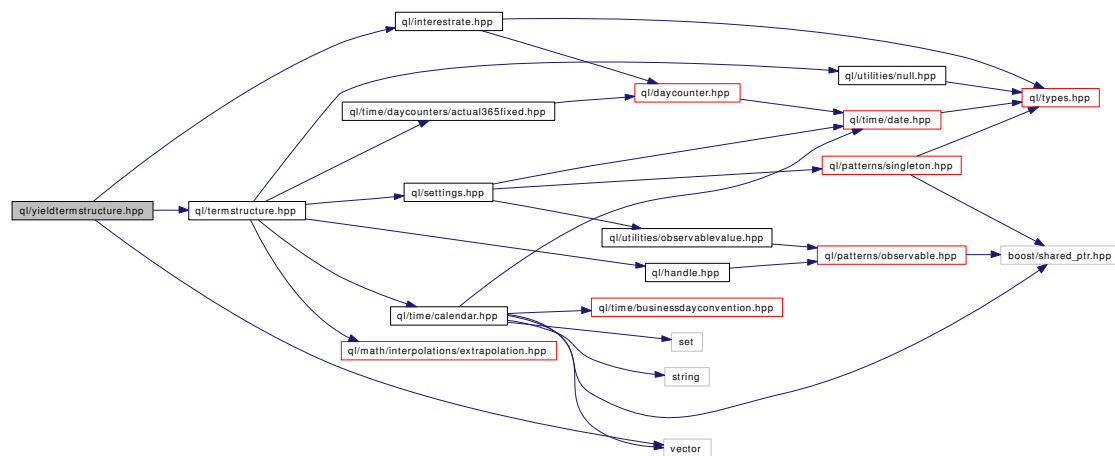 ql/interestrate.hpp
ql/utilities/null.hpp
ql/daycounter.hpp
ql/types.hpp
ql/time/daycounters/actual365fixed.hpp
ql/time/date.hpp
ql/patterns/singleton.hpp
ql/settings.hpp
ql/yieldtermstructure.hpp
ql/termstructure.hpp
ql/utilities/observablevalue.hpp
ql/patterns/observable.hpp
boost/shared_ptr.hpp
ql/handle.hpp
ql/time/businessdayconvention.hpp
ql/time/calendar.hpp
set
ql/math/interpolations/extrapolation.hpp
string
vector